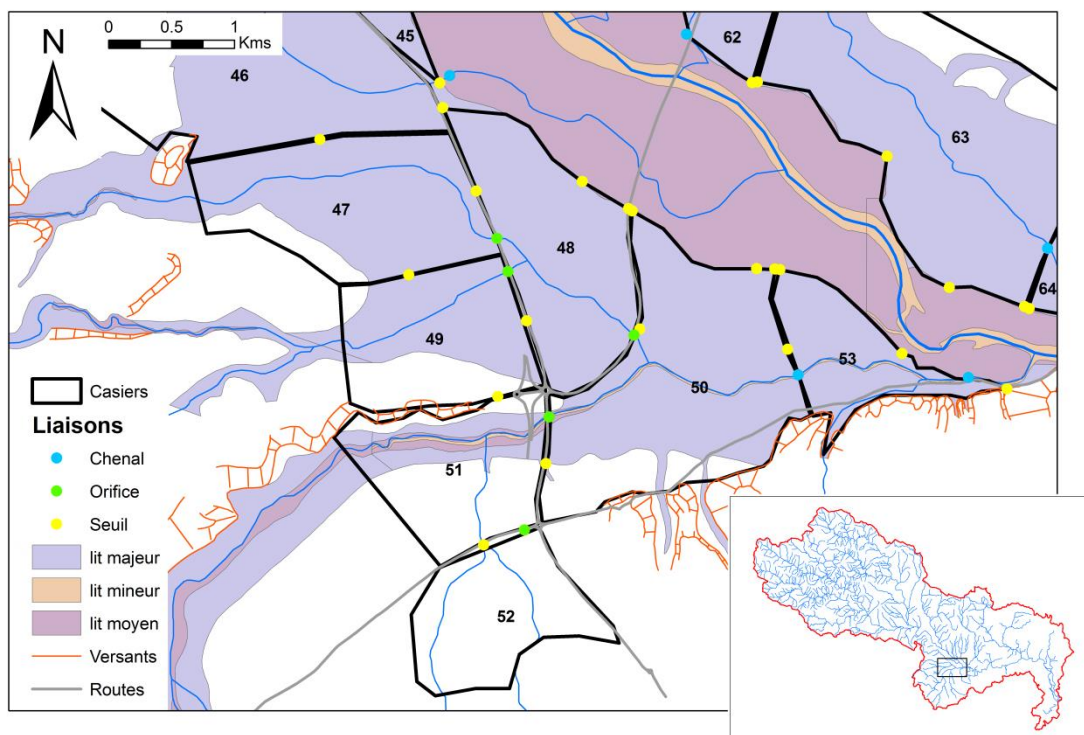 0 0.5 1
Kms
N
45
62
46
63
47
48
64
49
53
50
51
52
Casiers
Liaisons
Chenal
Orifice
Seuil
lit majeur
lit mineur
lit moyen
Versants
Routes